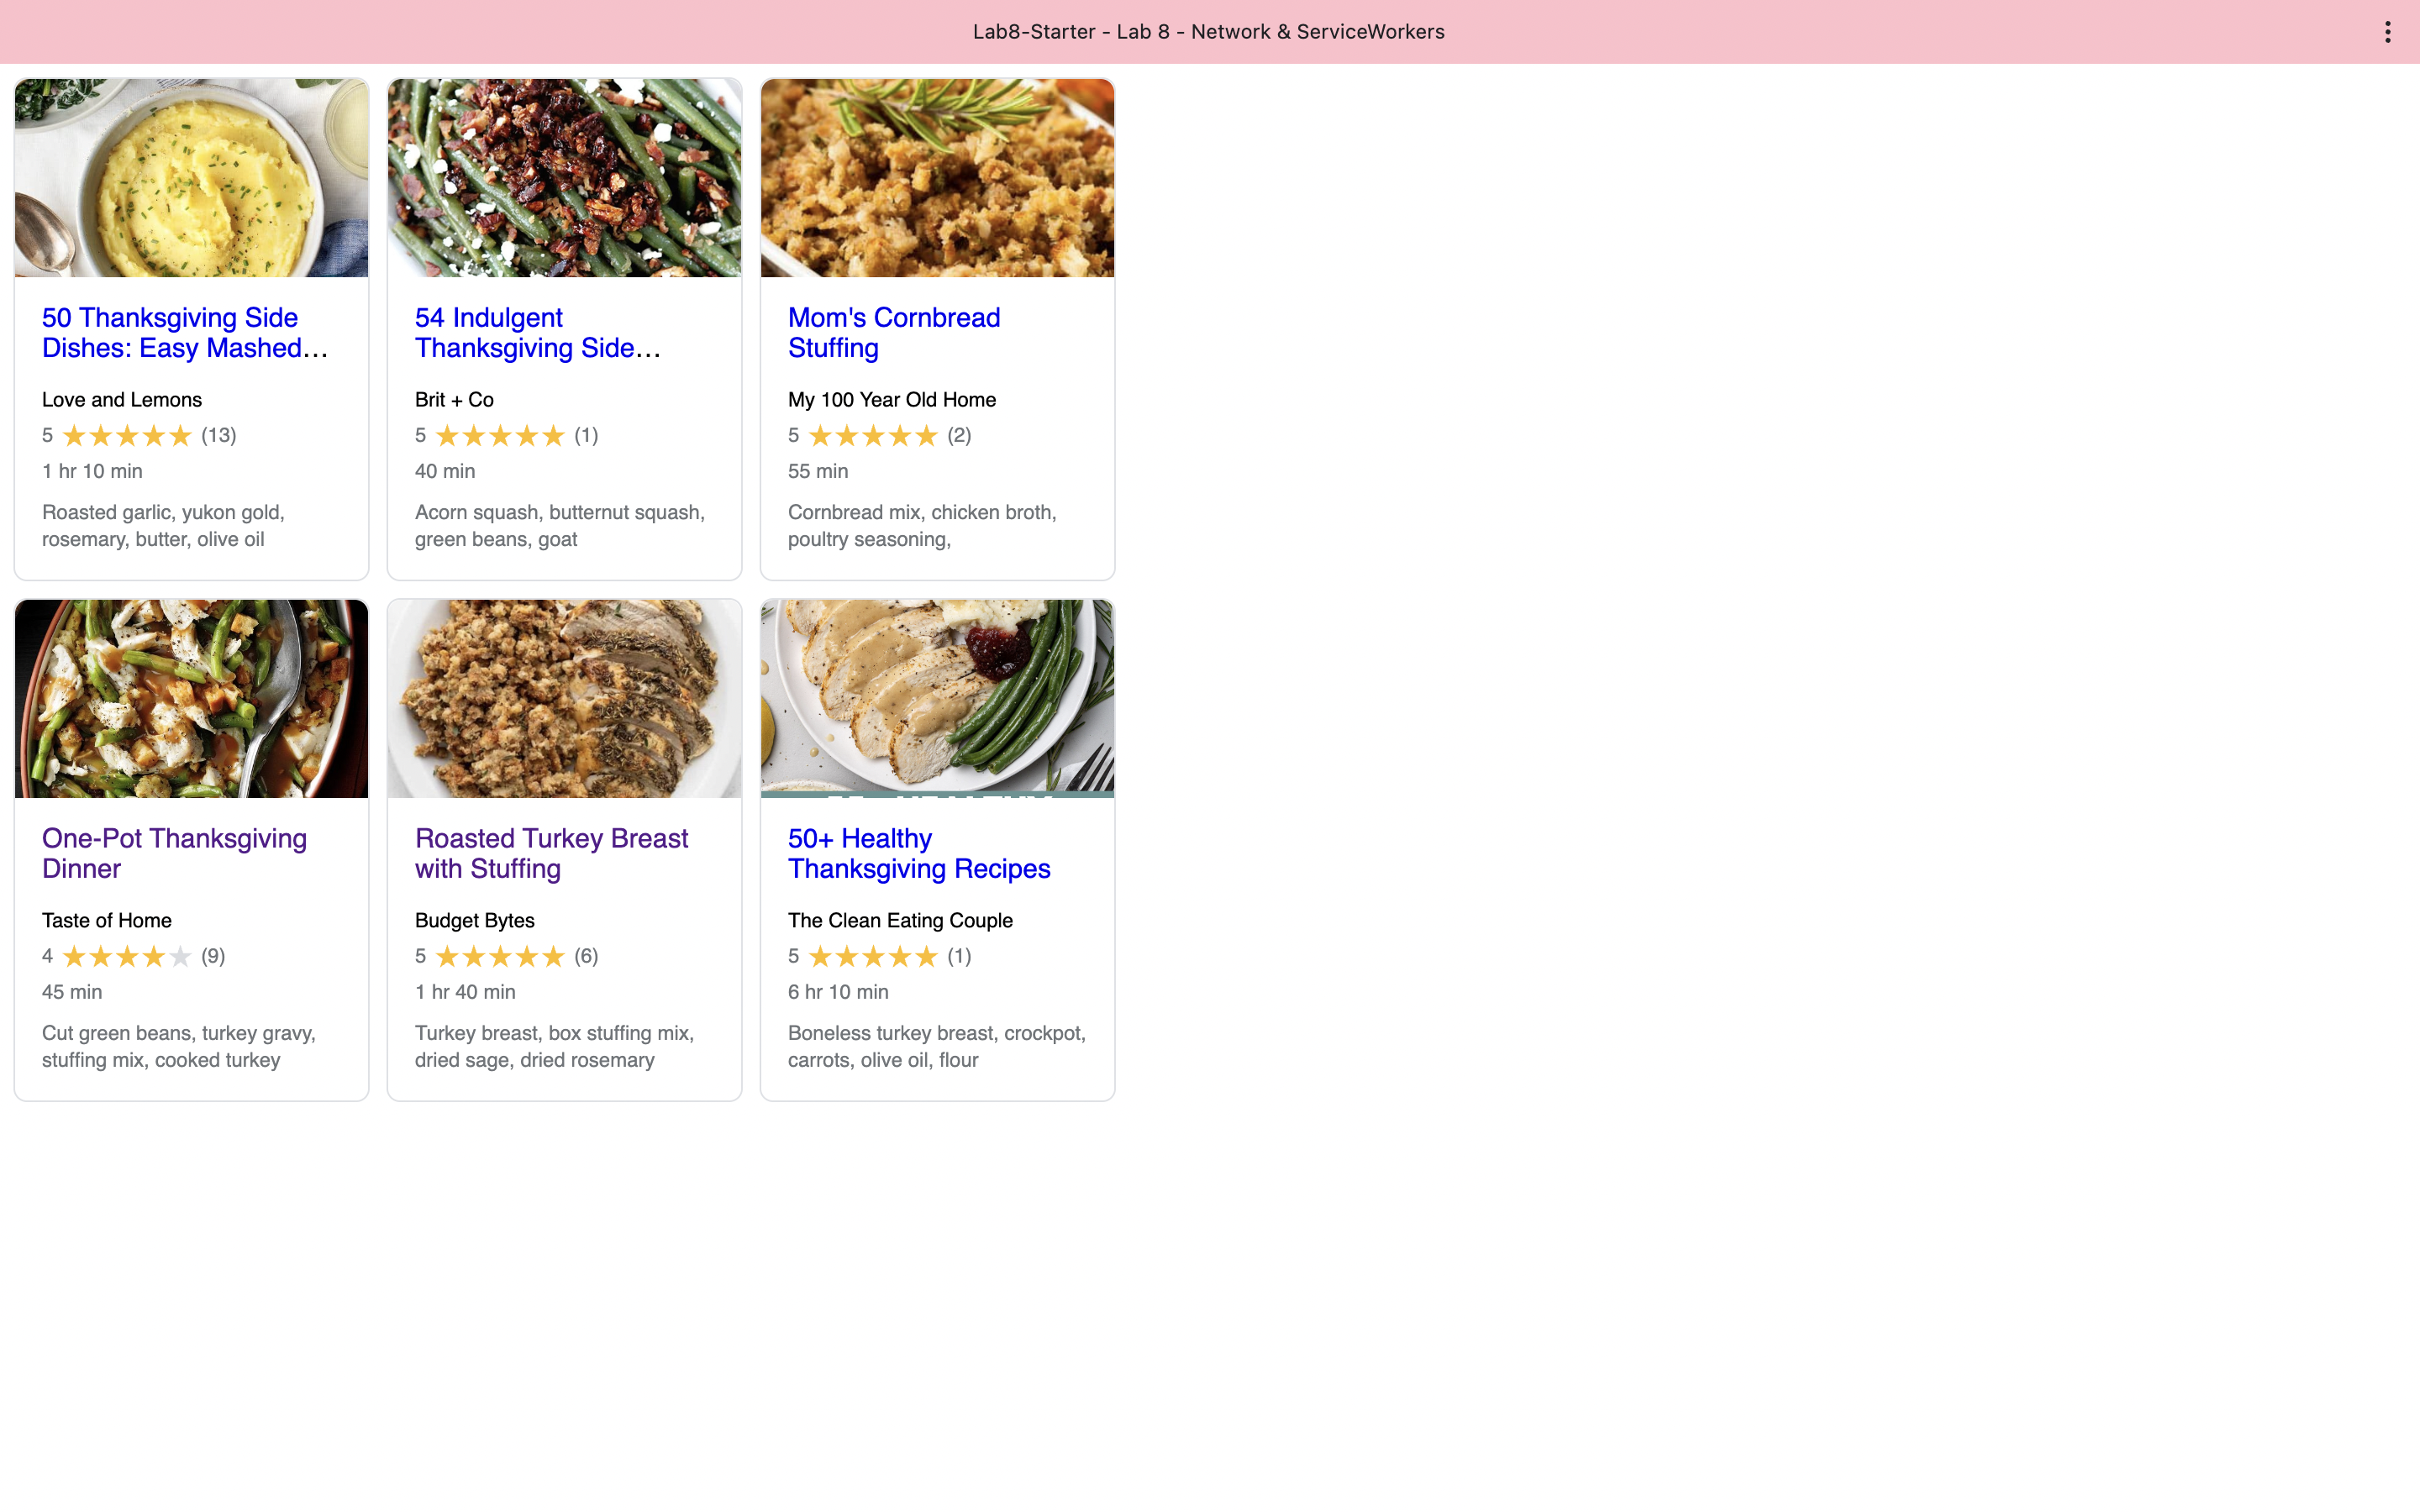 Lab8-Starter - Lab 8 - Network & ServiceWorkers
50 Thanksgiving Side
Dishes: Easy Mashed...
Love and Lemons
5 ★★★★★ (13)
1 hr 10 min
Roasted garlic, yukon gold,
rosemary, butter, olive oil
54 Indulgent
Thanksgiving Side...
Brit + Co
5 ★★★★★ (1)
40 min
Acorn squash, butternut squash,
green beans, goat
Mom's Cornbread
Stuffing
My 100 Year Old Home
5 ★★★★★ (2)
55 min
Cornbread mix, chicken broth,
poultry seasoning,
One-Pot Thanksgiving
Dinner
Taste of Home
4 ★★★★★ (9)
45 min
Cut green beans, turkey gravy,
stuffing mix, cooked turkey
Roasted Turkey Breast
with Stuffing
Budget Bytes
5 ★★★★★ (6)
1 hr 40 min
Turkey breast, box stuffing mix,
dried sage, dried rosemary
50+ Healthy
Thanksgiving Recipes
The Clean Eating Couple
5 ★★★★★ (1)
6 hr 10 min
Boneless turkey breast, crockpot,
carrots, olive oil, flour